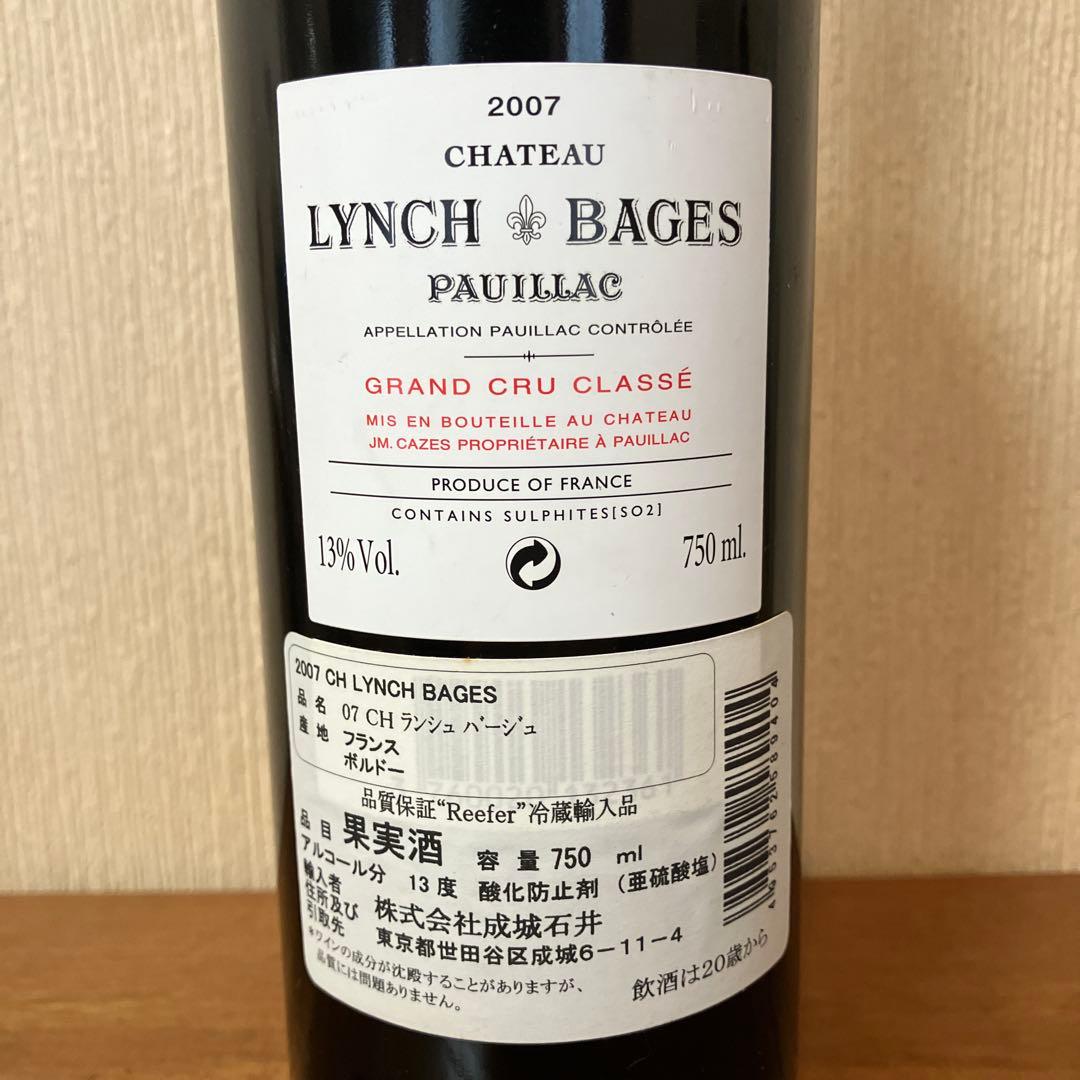 2007
CHATEAU
LYNCH BAGES
PAUILLAC
APPELLATION PAUILLAC CONTRÔLÉE
GRAND CRU CLASSÉ
MIS EN BOUTEILLE AU CHATEAU
JM. CAZES PROPRIÉTAIRE À PAUILLAC
PRODUCE OF FRANCE
CONTAINS SULPHITES[SO2]
13%Vol.
750 ml.
2007 CH LYNCH BAGES
品名 07 CH ランシュ バージュ
産地 フランス
ボルドー
品質保証“Reefer”冷蔵輸入品
品目 果実酒 容量 750 ml
アルコール分 13度 酸化防止剤（亜硫酸塩）
輸入者
住所及び 株式会社成城石井
引取先 東京都世田谷区成城6-11-4
*ワインの成分が沈殿することがありますが、
品質には問題ありません。
飲酒は20歳から
4953762589404